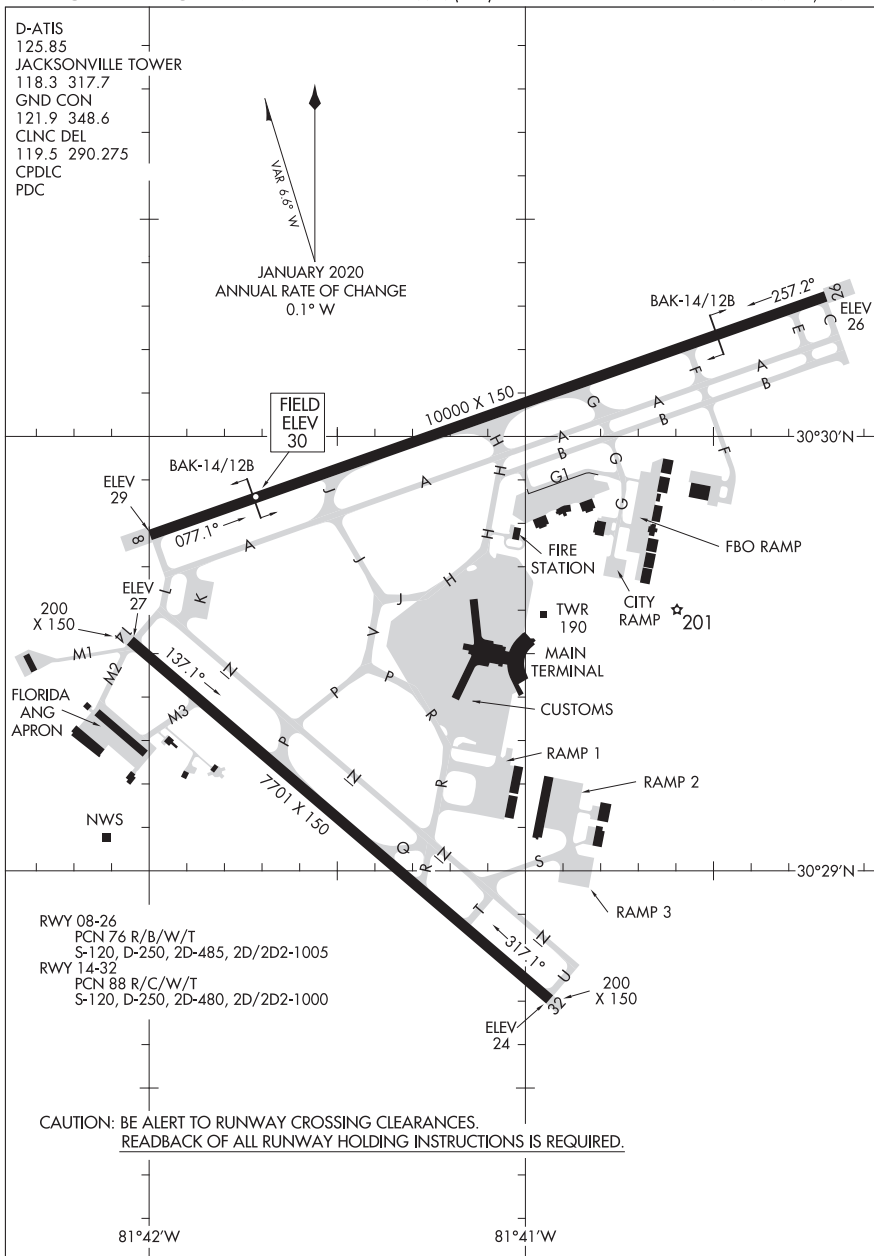 D-ATIS
125.85
JACKSONVILLE TOWER
118.3 317.7
GND CON
121.9 348.6
CLNC DEL
119.5 290.275
CPDLC
PDC
VAR 6.6° W
JANUARY 2020
ANNUAL RATE OF CHANGE
0.1° W
BAK-14/12B
257.2°
26
ELEV
26
C
E
F
A
B
10000 X 150
G
A
B
F
FIELD
ELEV
30
H
A
B
G
30°30'N
BAK-14/12B
J
A
H
G1
G
ELEV
29
8
077.1°
A
H
FIRE
STATION
FBO RAMP
J
H
CITY
RAMP
201
L
K
J
TWR
190
ELEV
27
200
X 150
14
V
MAIN
TERMINAL
M1
M2
137.1°
N
P
P
CUSTOMS
FLORIDA
ANG
APRON
M3
P
R
RAMP 1
N
R
RAMP 2
7701 X 150
NWS
Q
R
N
S
30°29'N
RAMP 3
T
N
317.1°
U
32
200
X 150
ELEV
24
RWY 08-26
PCN 76 R/B/W/T
S-120, D-250, 2D-485, 2D/2D2-1005
RWY 14-32
PCN 88 R/C/W/T
S-120, D-250, 2D-480, 2D/2D2-1000
CAUTION: BE ALERT TO RUNWAY CROSSING CLEARANCES.
READBACK OF ALL RUNWAY HOLDING INSTRUCTIONS IS REQUIRED.
81°42'W
81°41'W